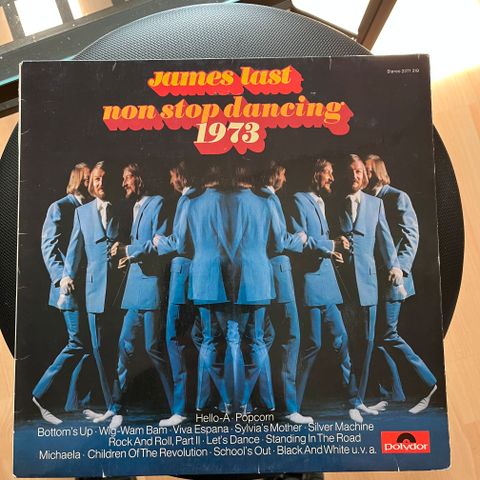 James last
Stereo 2371 319
non stop dancing
1973
Hello-A · Popcorn
Bottom's Up · Wig-Wam Bam · Viva Espana · Sylvia's Mother · Silver Machine
Rock And Roll, Part II · Let's Dance · Standing In The Road
Michaela · Children Of The Revolution · School's Out · Black And White u.v.a.
Polydor